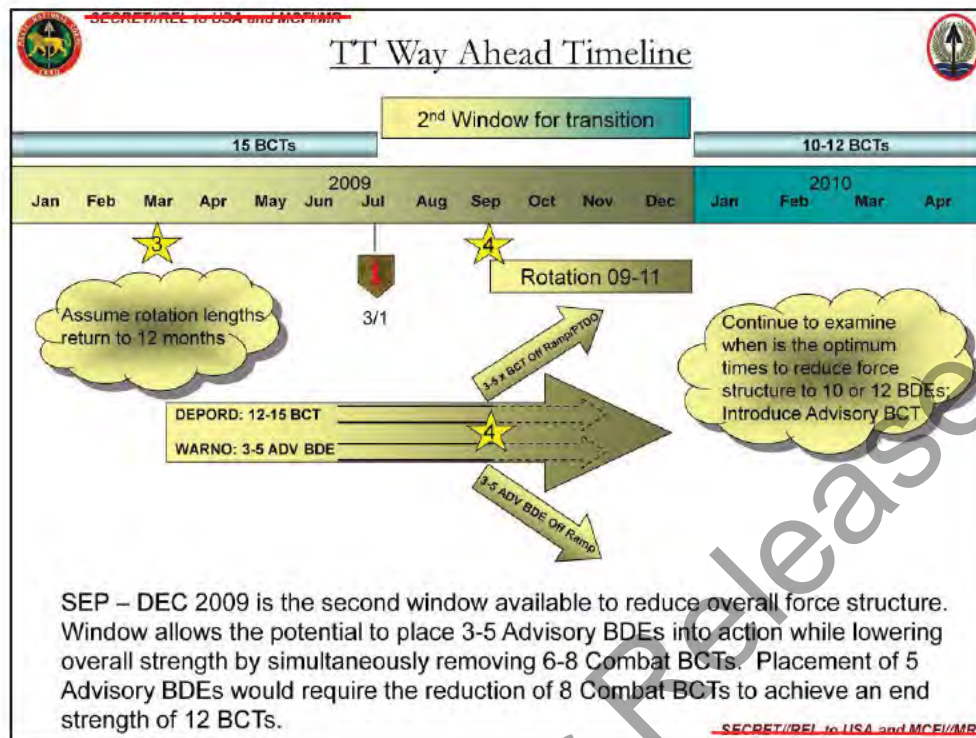 SECRET//REL to USA and MCFI//MR
TT Way Ahead Timeline
2nd Window for transition
15 BCTs
10-12 BCTs
2009
2010
Jan Feb Mar Apr May Jun Jul Aug Sep Oct Nov Dec Jan Feb Mar Apr
3
4
1
Rotation 09-11
3/1
Assume rotation lengths
return to 12 months
3-5 x BCT Off Ramp/PTDO
Continue to examine
when is the optimum
times to reduce force
structure to 10 or 12 BDEs;
Introduce Advisory BCT
DEPORD: 12-15 BCT
4
WARNO: 3-5 ADV BDE
3-5 ADV BDE Off Ramp
SEP – DEC 2009 is the second window available to reduce overall force structure.
Window allows the potential to place 3-5 Advisory BDEs into action while lowering
overall strength by simultaneously removing 6-8 Combat BCTs. Placement of 5
Advisory BDEs would require the reduction of 8 Combat BCTs to achieve an end
strength of 12 BCTs.
SECRET//REL to USA and MCFI//MR
Release